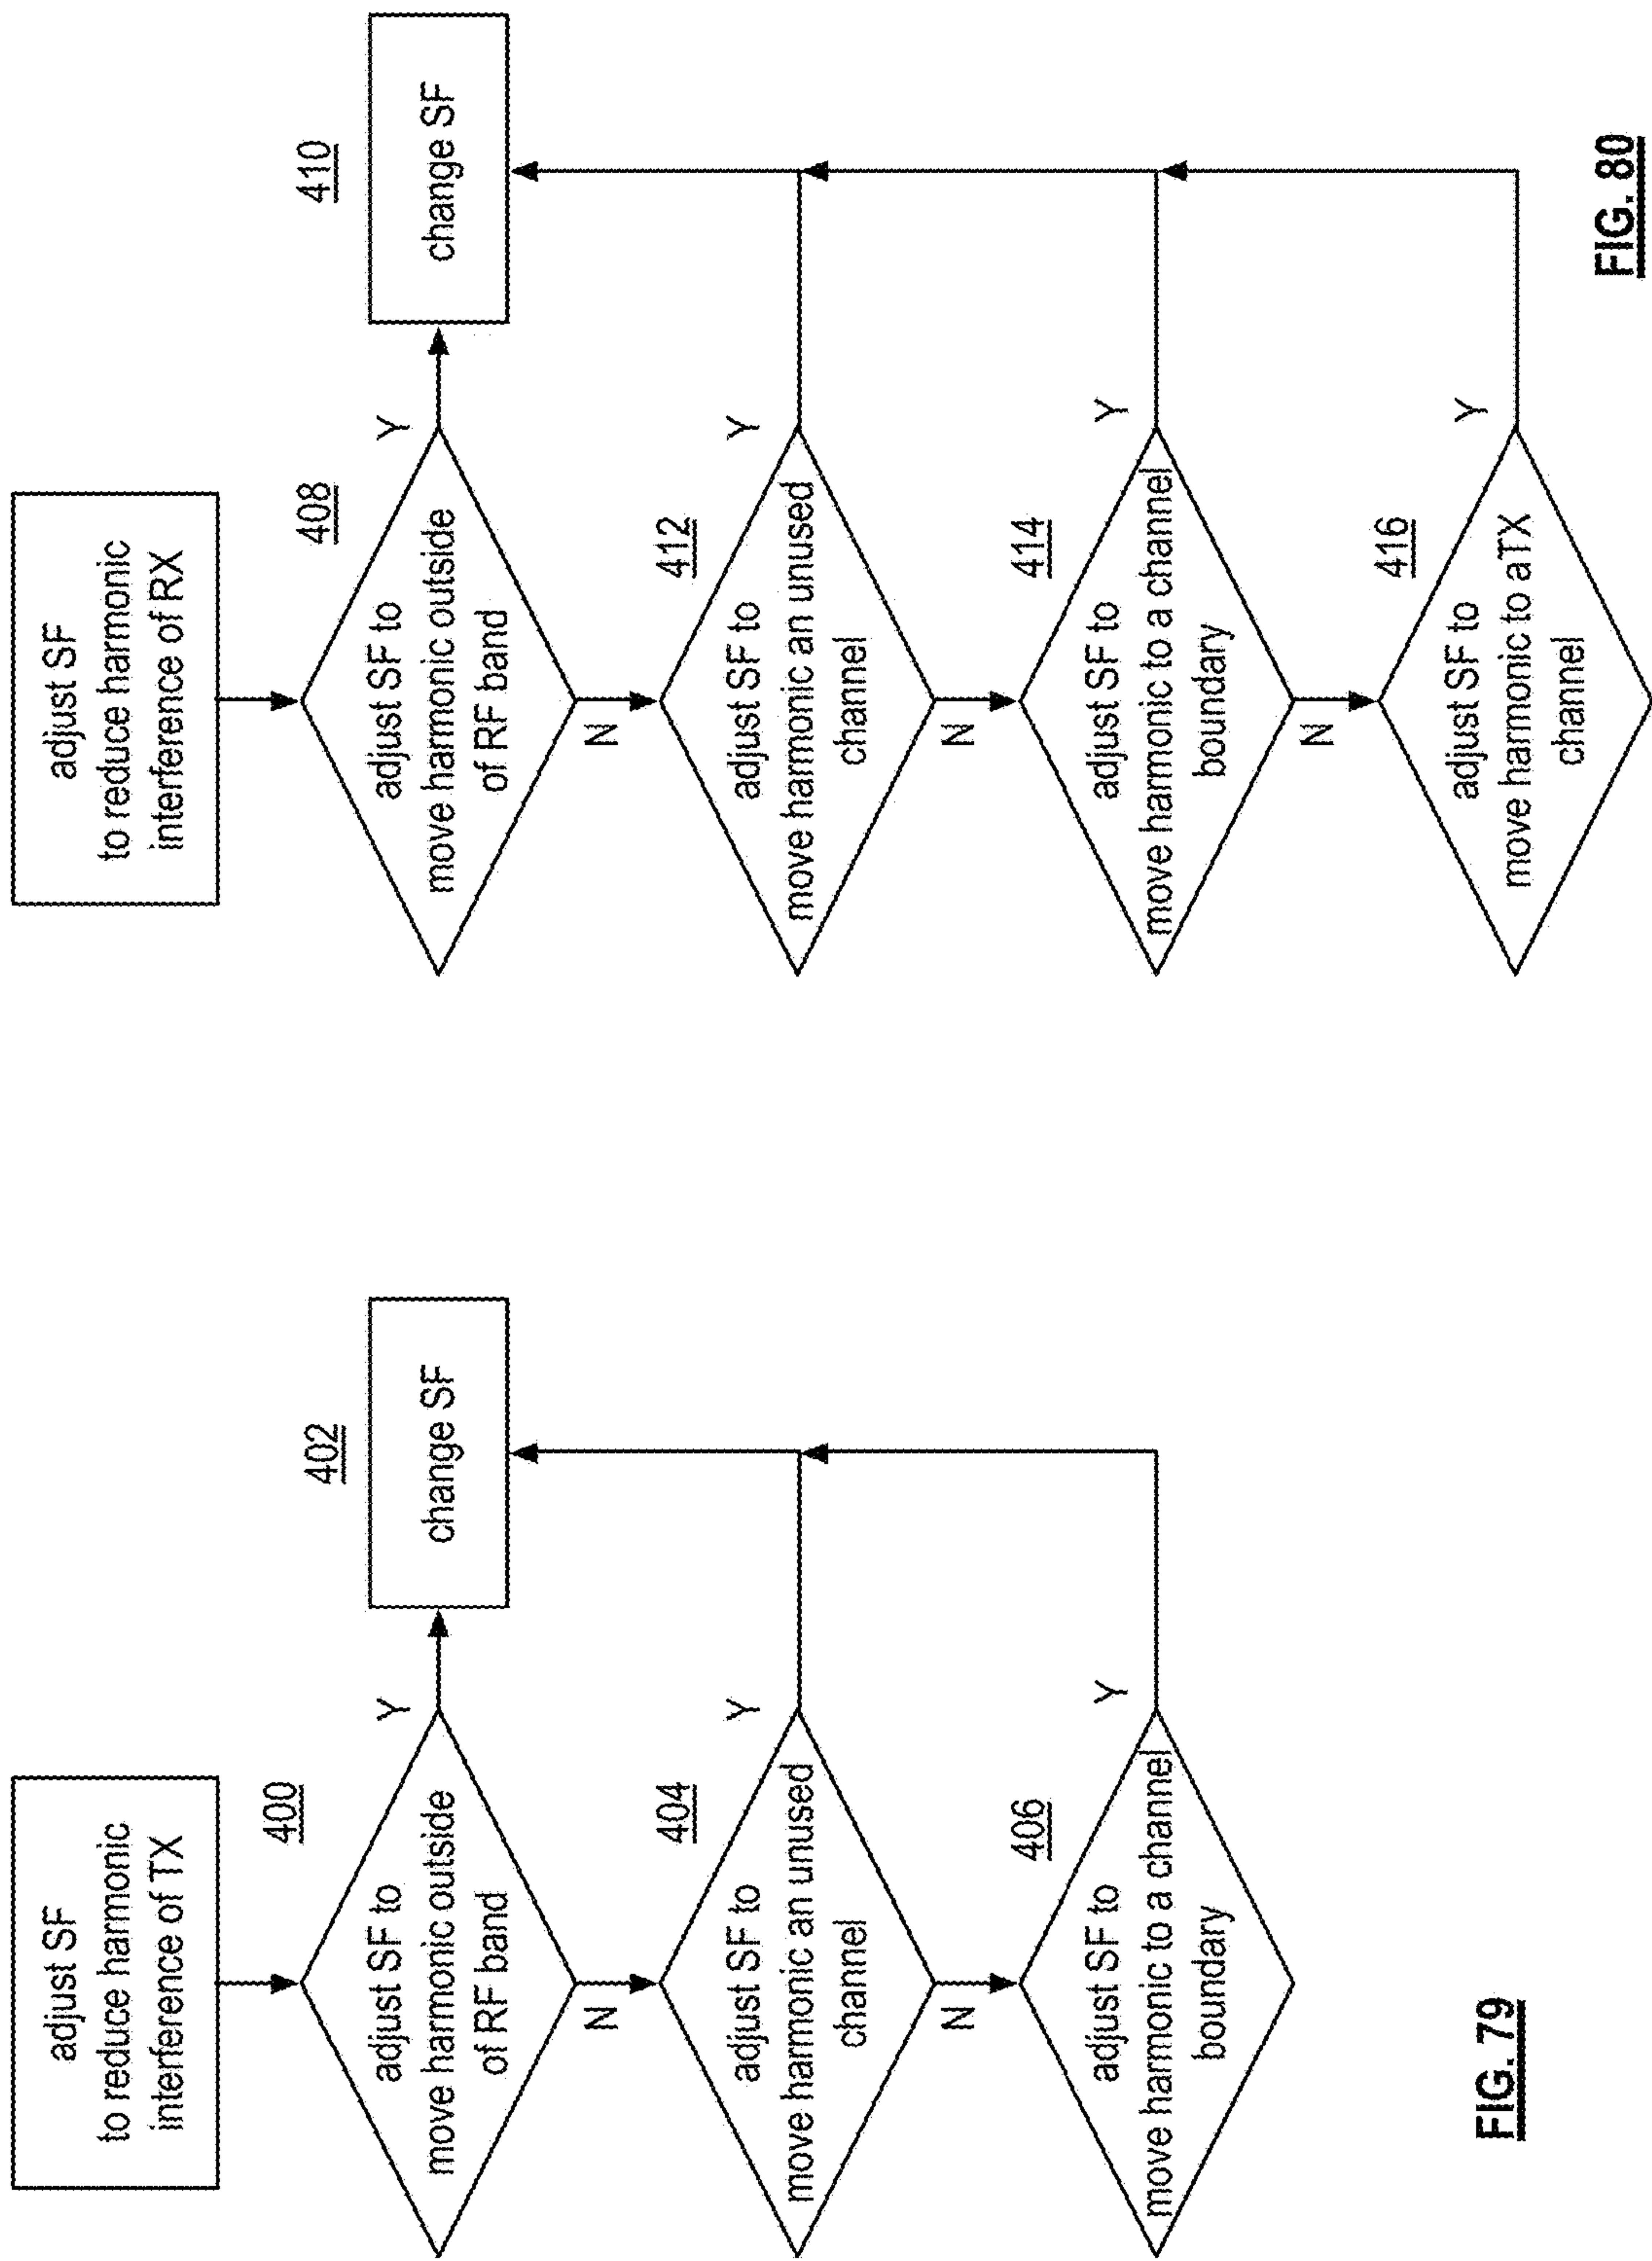 adjust SF
to reduce harmonic
interference of TX
400
adjust SF to
move harmonic outside
of RF band
Y
N
402
change SF
404
adjust SF to
move harmonic an unused
channel
Y
N
406
adjust SF to
move harmonic to a channel
boundary
Y
FIG. 79
adjust SF
to reduce harmonic
interference of RX
408
adjust SF to
move harmonic outside
of RF band
Y
N
410
change SF
412
adjust SF to
move harmonic an unused
channel
Y
N
414
adjust SF to
move harmonic to a channel
boundary
Y
N
416
adjust SF to
move harmonic to aTX
channel
Y
FIG. 80